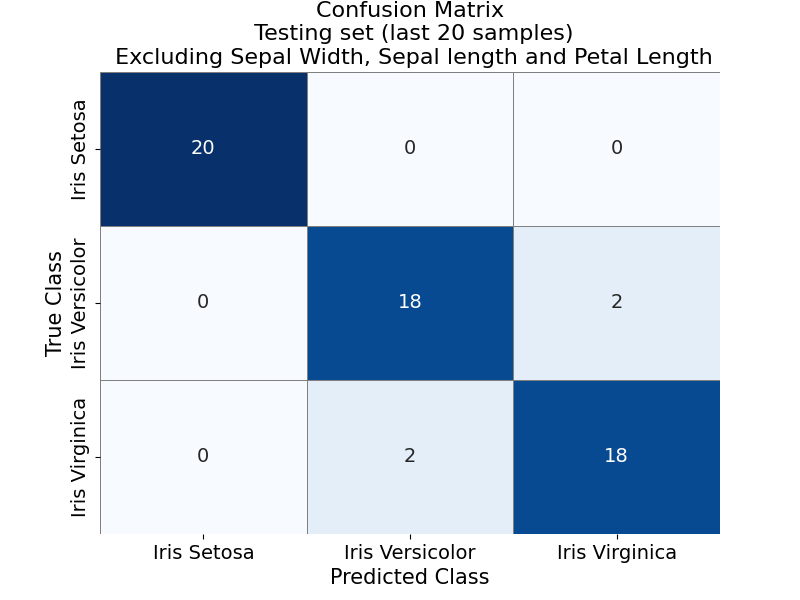 Confusion Matrix
Testing set (last 20 samples)
Excluding Sepal Width, Sepal length and Petal Length
True Class
Iris Setosa
20 0 0
Iris Versicolor
0 18 2
Iris Virginica
0 2 18
Iris Setosa Iris Versicolor Iris Virginica
Predicted Class